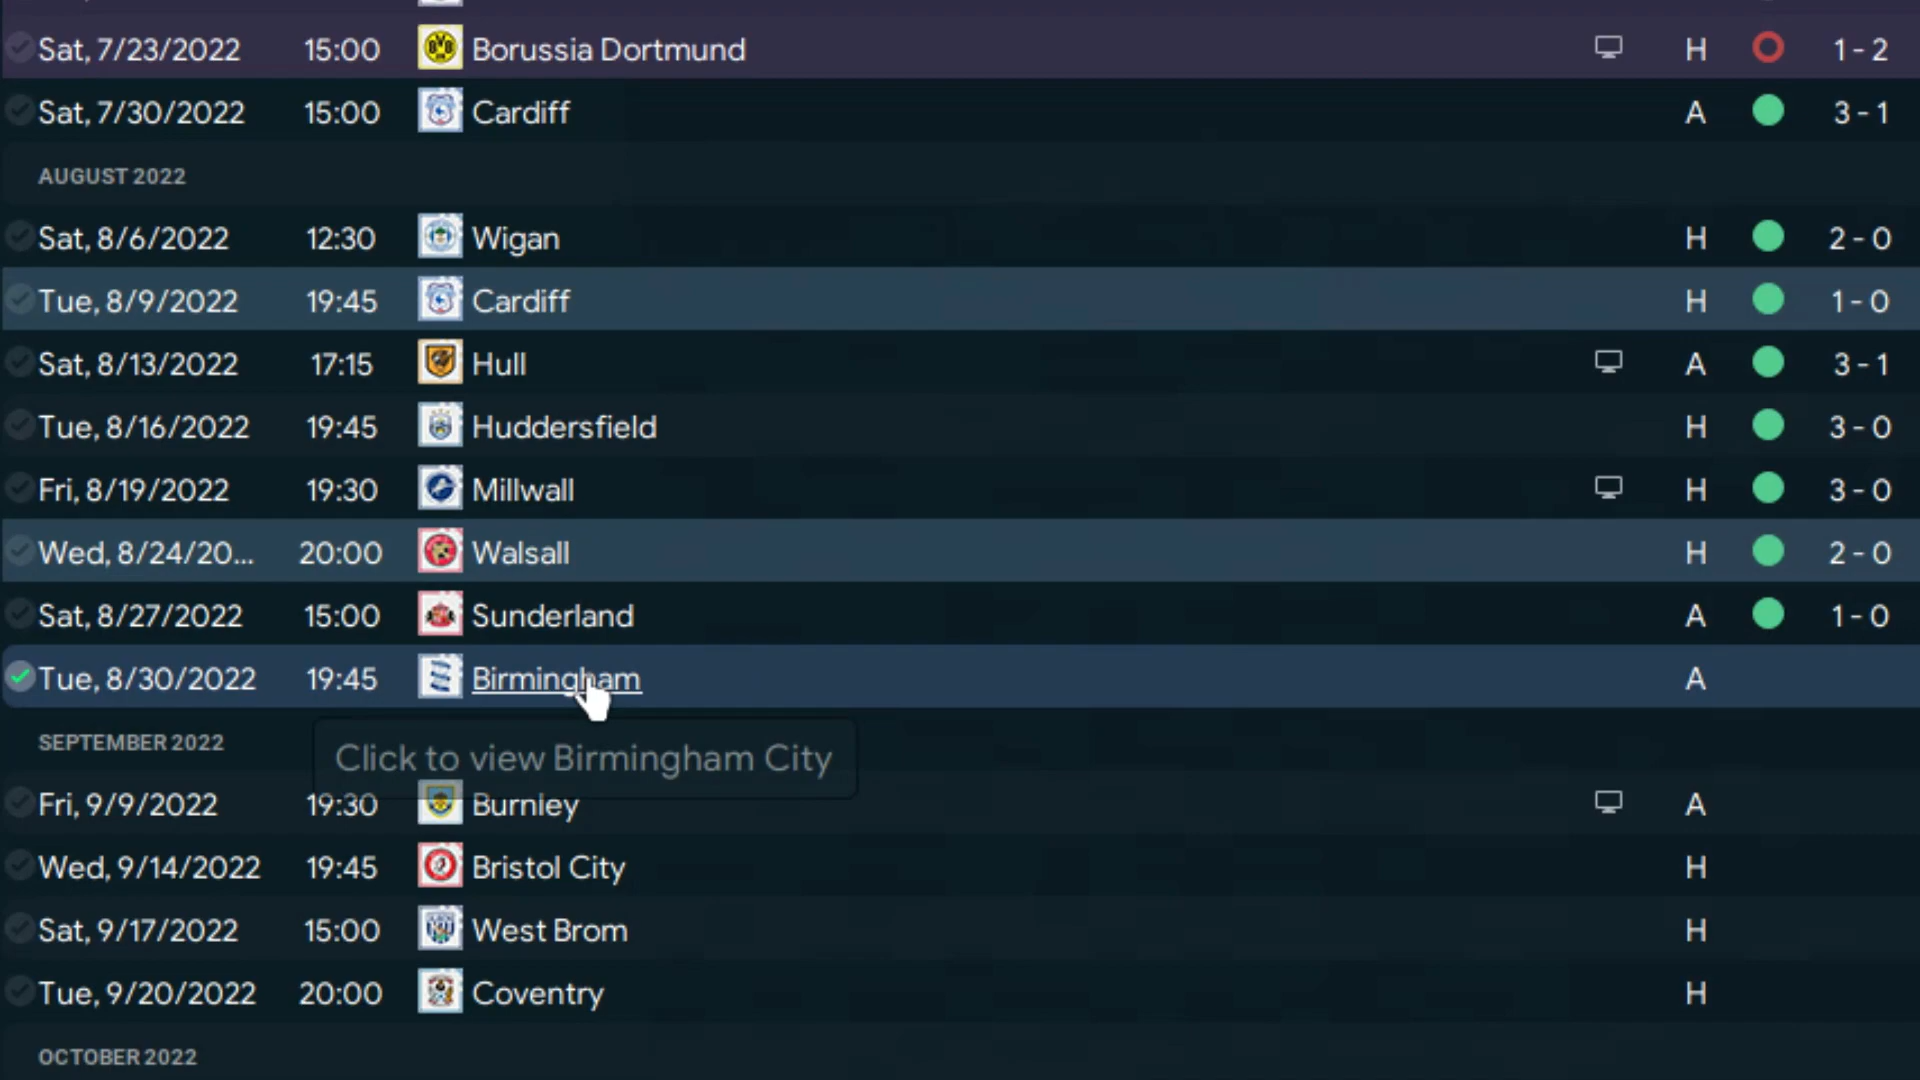 Sat, 7/23/2022 15:00 Borussia Dortmund H 1 - 2
Sat, 7/30/2022 15:00 Cardiff A 3 - 1
AUGUST 2022
Sat, 8/6/2022 12:30 Wigan H 2 - 0
Tue, 8/9/2022 19:45 Cardiff H 1 - 0
Sat, 8/13/2022 17:15 Hull A 3 - 1
Tue, 8/16/2022 19:45 Huddersfield H 3 - 0
Fri, 8/19/2022 19:30 Millwall H 3 - 0
Wed, 8/24/20... 20:00 Walsall H 2 - 0
Sat, 8/27/2022 15:00 Sunderland A 1 - 0
Tue, 8/30/2022 19:45 Birmingham A
SEPTEMBER 2022
Click to view Birmingham City
Fri, 9/9/2022 19:30 Burnley A
Wed, 9/14/2022 19:45 Bristol City H
Sat, 9/17/2022 15:00 West Brom H
Tue, 9/20/2022 20:00 Coventry H
OCTOBER 2022